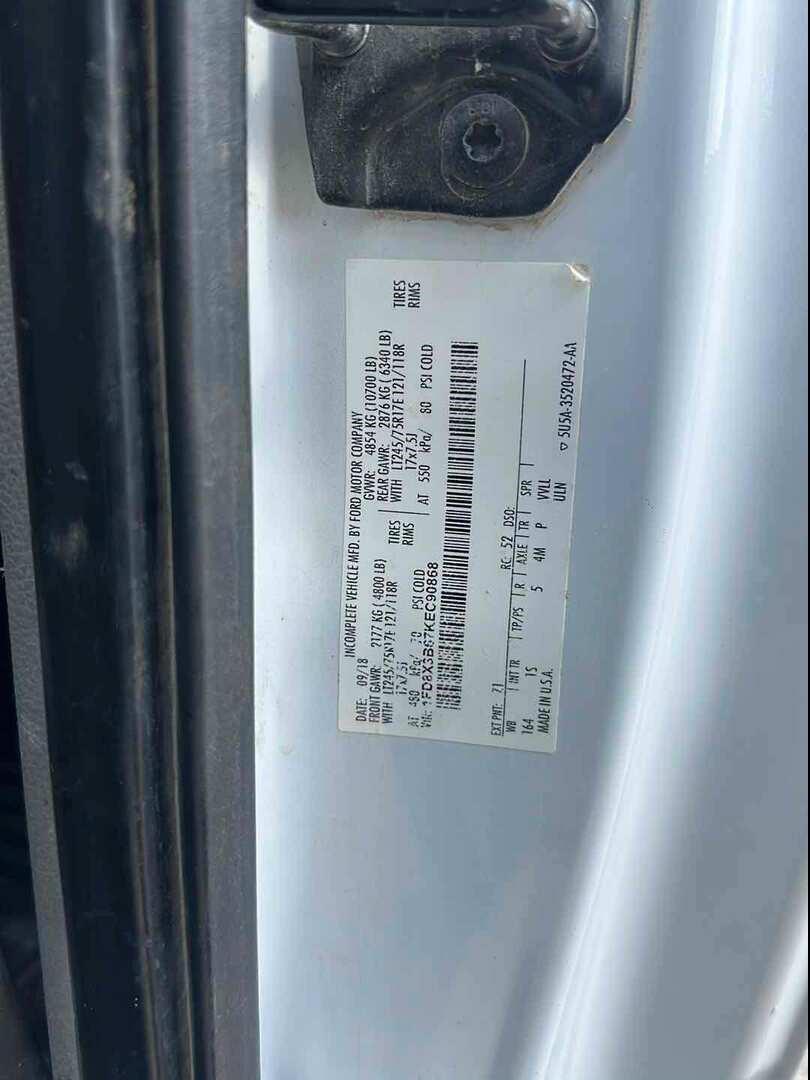 INCOMPLETE VEHICLE MFD. BY FORD MOTOR COMPANY
DATE: 09/18 GVWR: 4854 KG (10700 LB)
FRONT GAWR: 2177 KG ( 4800 LB) REAR GAWR: 2876 KG ( 6340 LB)
WITH LT245/75R17E 121/118R TIRES WITH LT245/75R17E 121/118R TIRES
17x7.5J RIMS 17x7.5J RIMS
AT 480 kPa/ 70 PSI COLD AT 550 kPa/ 80 PSI COLD
VIN: 1FD8X3B67KEC90868
EXT PNT: Z1 RC: 52 DSO:
WB INT TR TP/PS R AXLE TR SPR
164 1S 5 4M P VVLL
MADE IN U.S.A. ULN
5U5A-3520472-AA